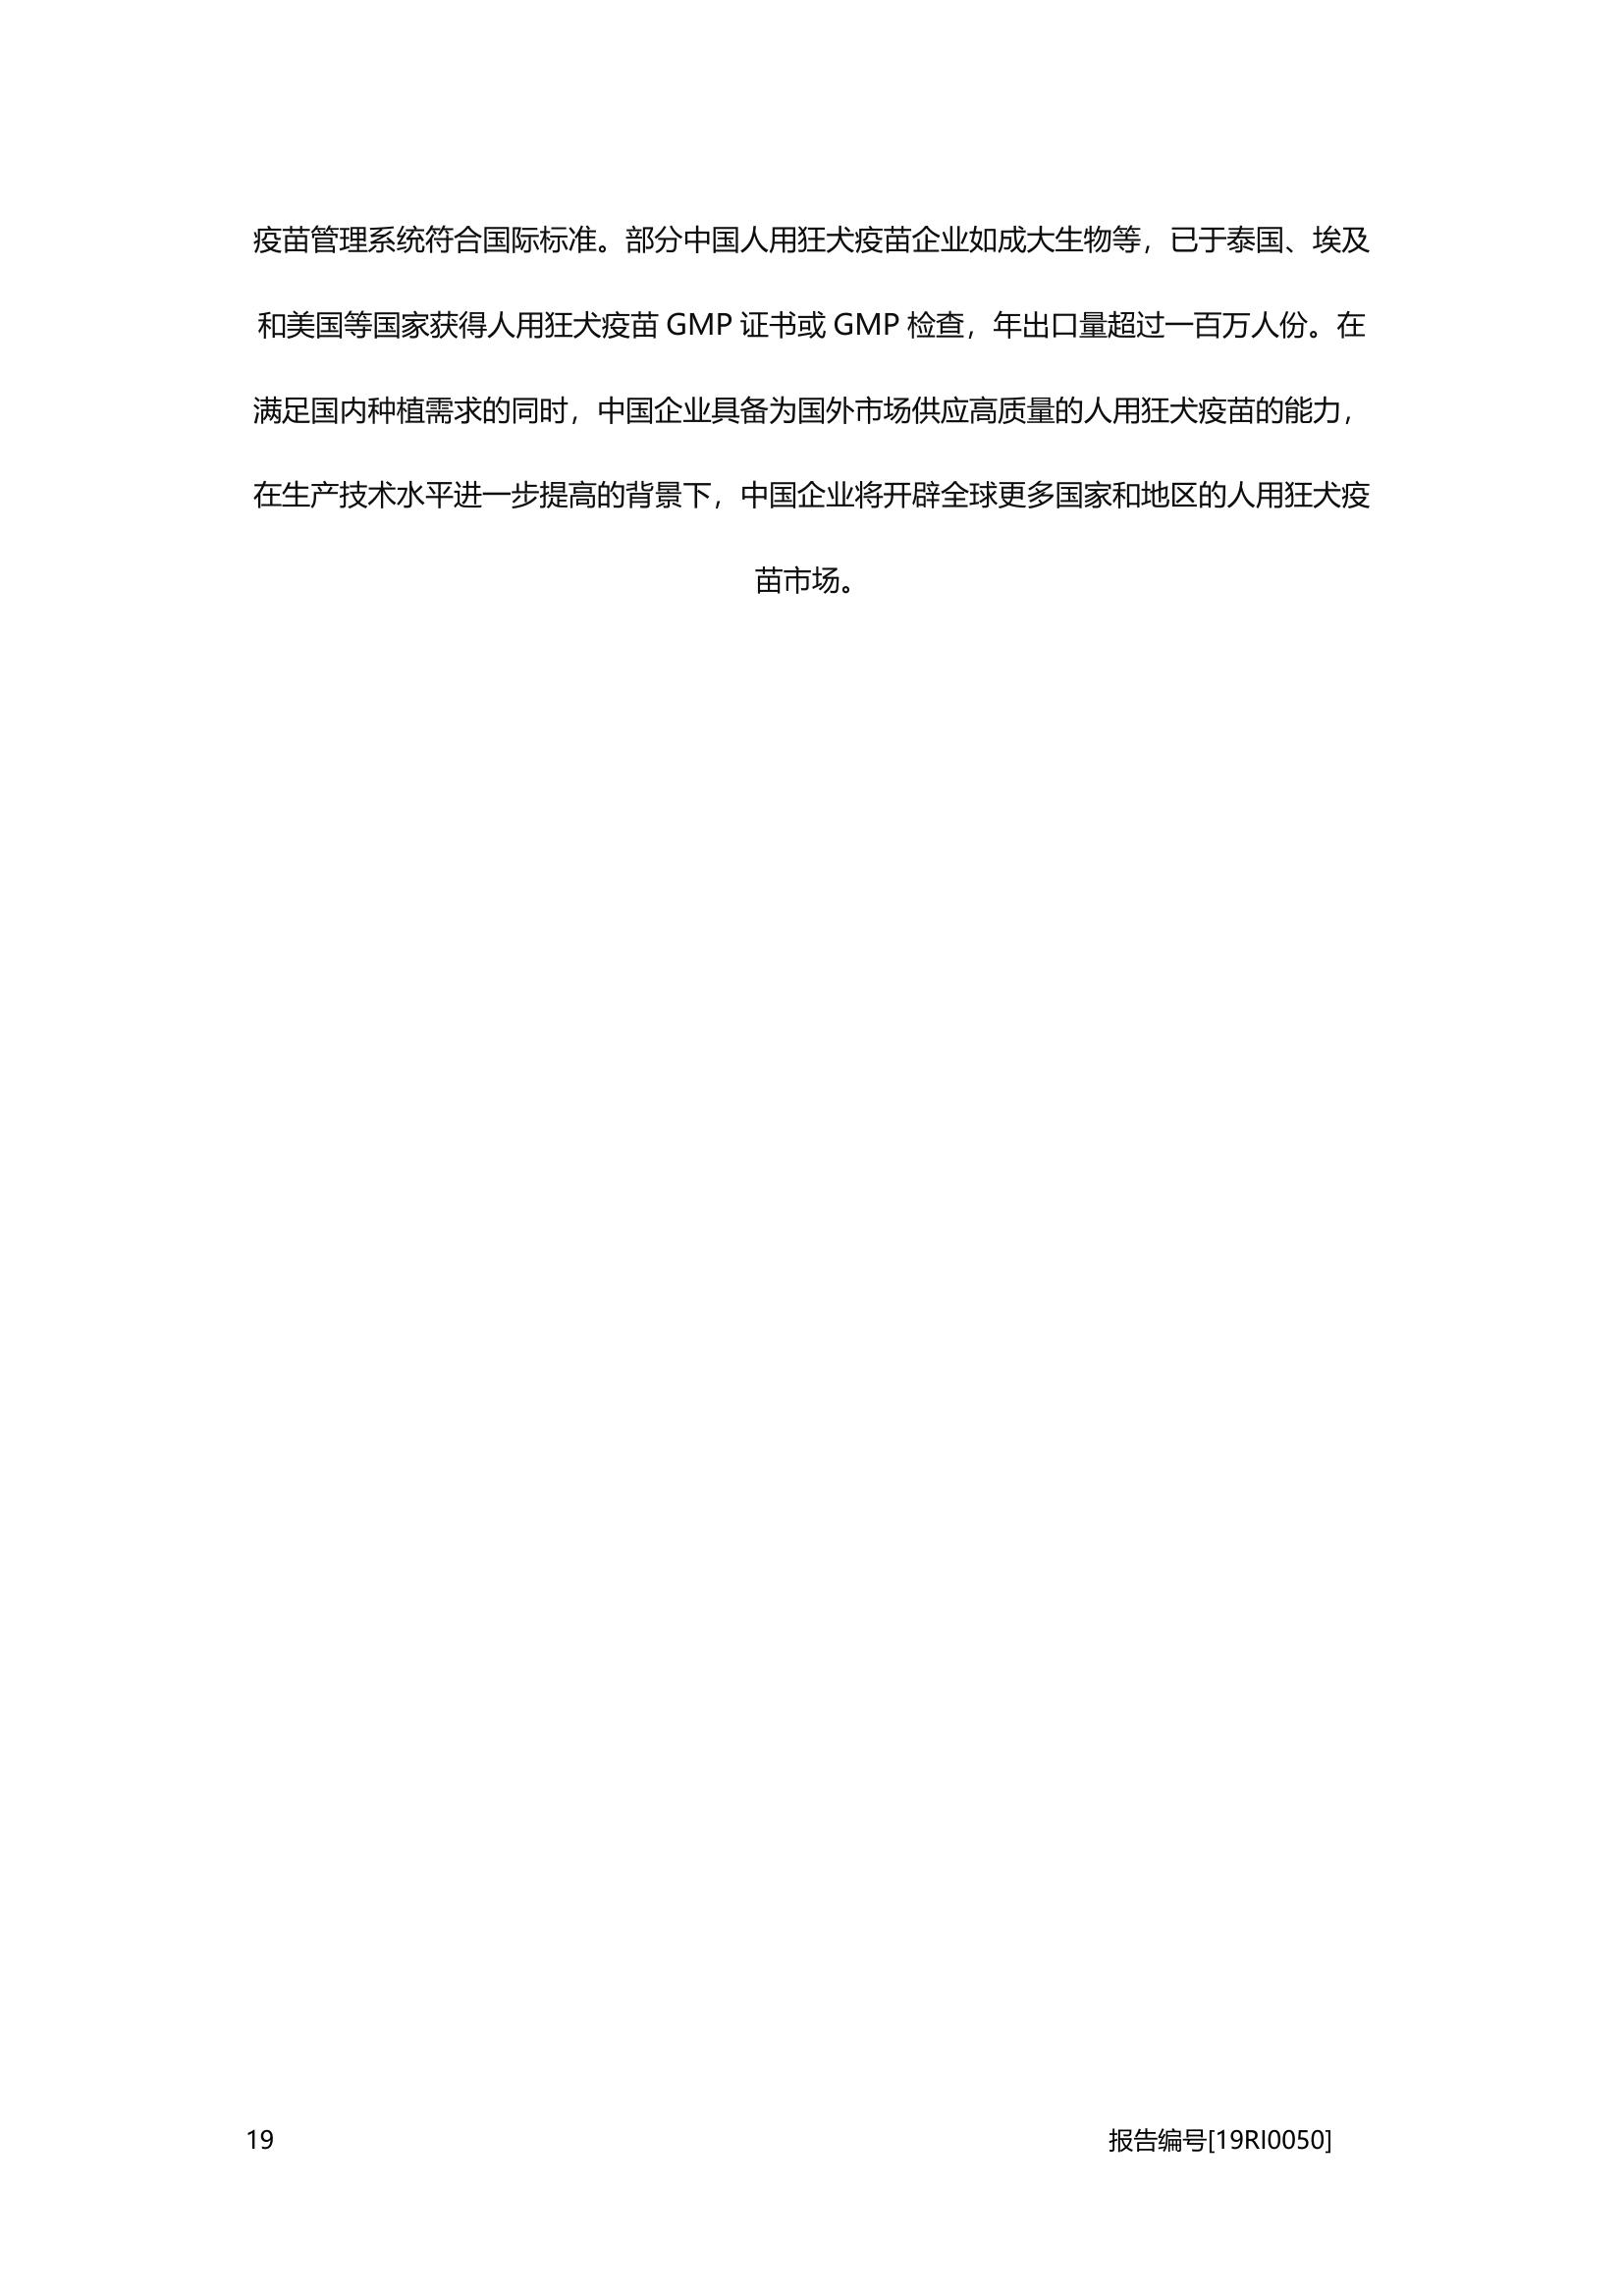 疫苗管理系统符合国际标准。部分中国人用狂犬疫苗企业如成大生物等，已于泰国、埃及
和美国等国家获得人用狂犬疫苗 GMP 证书或 GMP 检查，年出口量超过一百万人份。在
满足国内种植需求的同时，中国企业具备为国外市场供应高质量的人用狂犬疫苗的能力，
在生产技术水平进一步提高的背景下，中国企业将开辟全球更多国家和地区的人用狂犬疫
苗市场。
19 报告编号[19RI0050]